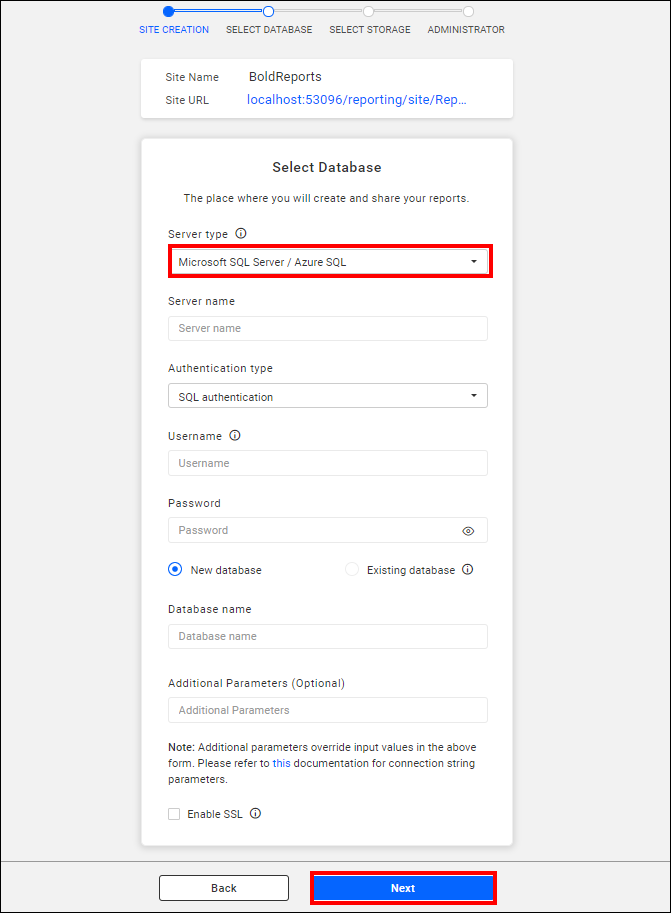 SITE CREATION SELECT DATABASE SELECT STORAGE ADMINISTRATOR
Site Name BoldReports
Site URL localhost:53096/reporting/site/Rep...
Select Database
The place where you will create and share your reports.
Server type
Microsoft SQL Server / Azure SQL
Server name
Server name
Authentication type
SQL authentication
Username
Username
Password
Password
New database Existing database
Database name
Database name
Additional Parameters (Optional)
Additional Parameters
Note: Additional parameters override input values in the above
form. Please refer to this documentation for connection string
parameters.
Enable SSL
Back Next